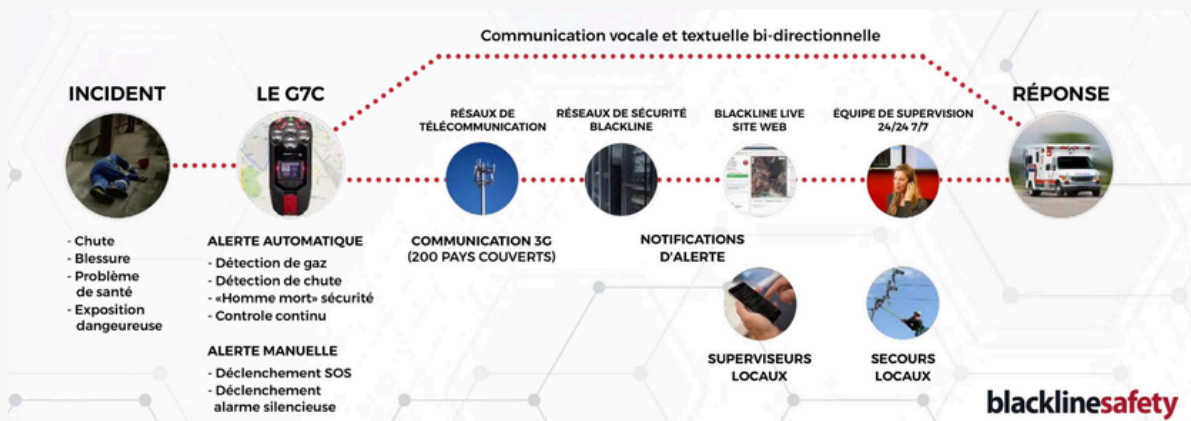 Communication vocale et textuelle bi-directionnelle
INCIDENT
LE G7C
RÉSAUX DE
TÉLÉCOMMUNICATION
RÉSEAUX DE SÉCURITÉ
BLACKLINE
BLACKLINE LIVE
SITE WEB
ÉQUIPE DE SUPERVISION
24/24 7/7
RÉPONSE
- Chute
- Blessure
- Problème
de santé
- Exposition
dangeureuse
ALERTE AUTOMATIQUE
- Détection de gaz
- Détection de chute
- «Homme mort» sécurité
- Controle continu
ALERTE MANUELLE
- Déclenchement SOS
- Déclenchement
alarme silencieuse
COMMUNICATION 3G
(200 PAYS COUVERTS)
NOTIFICATIONS
D'ALERTE
SUPERVISEURS
LOCAUX
SECOURS
LOCAUX
blacklinesafety